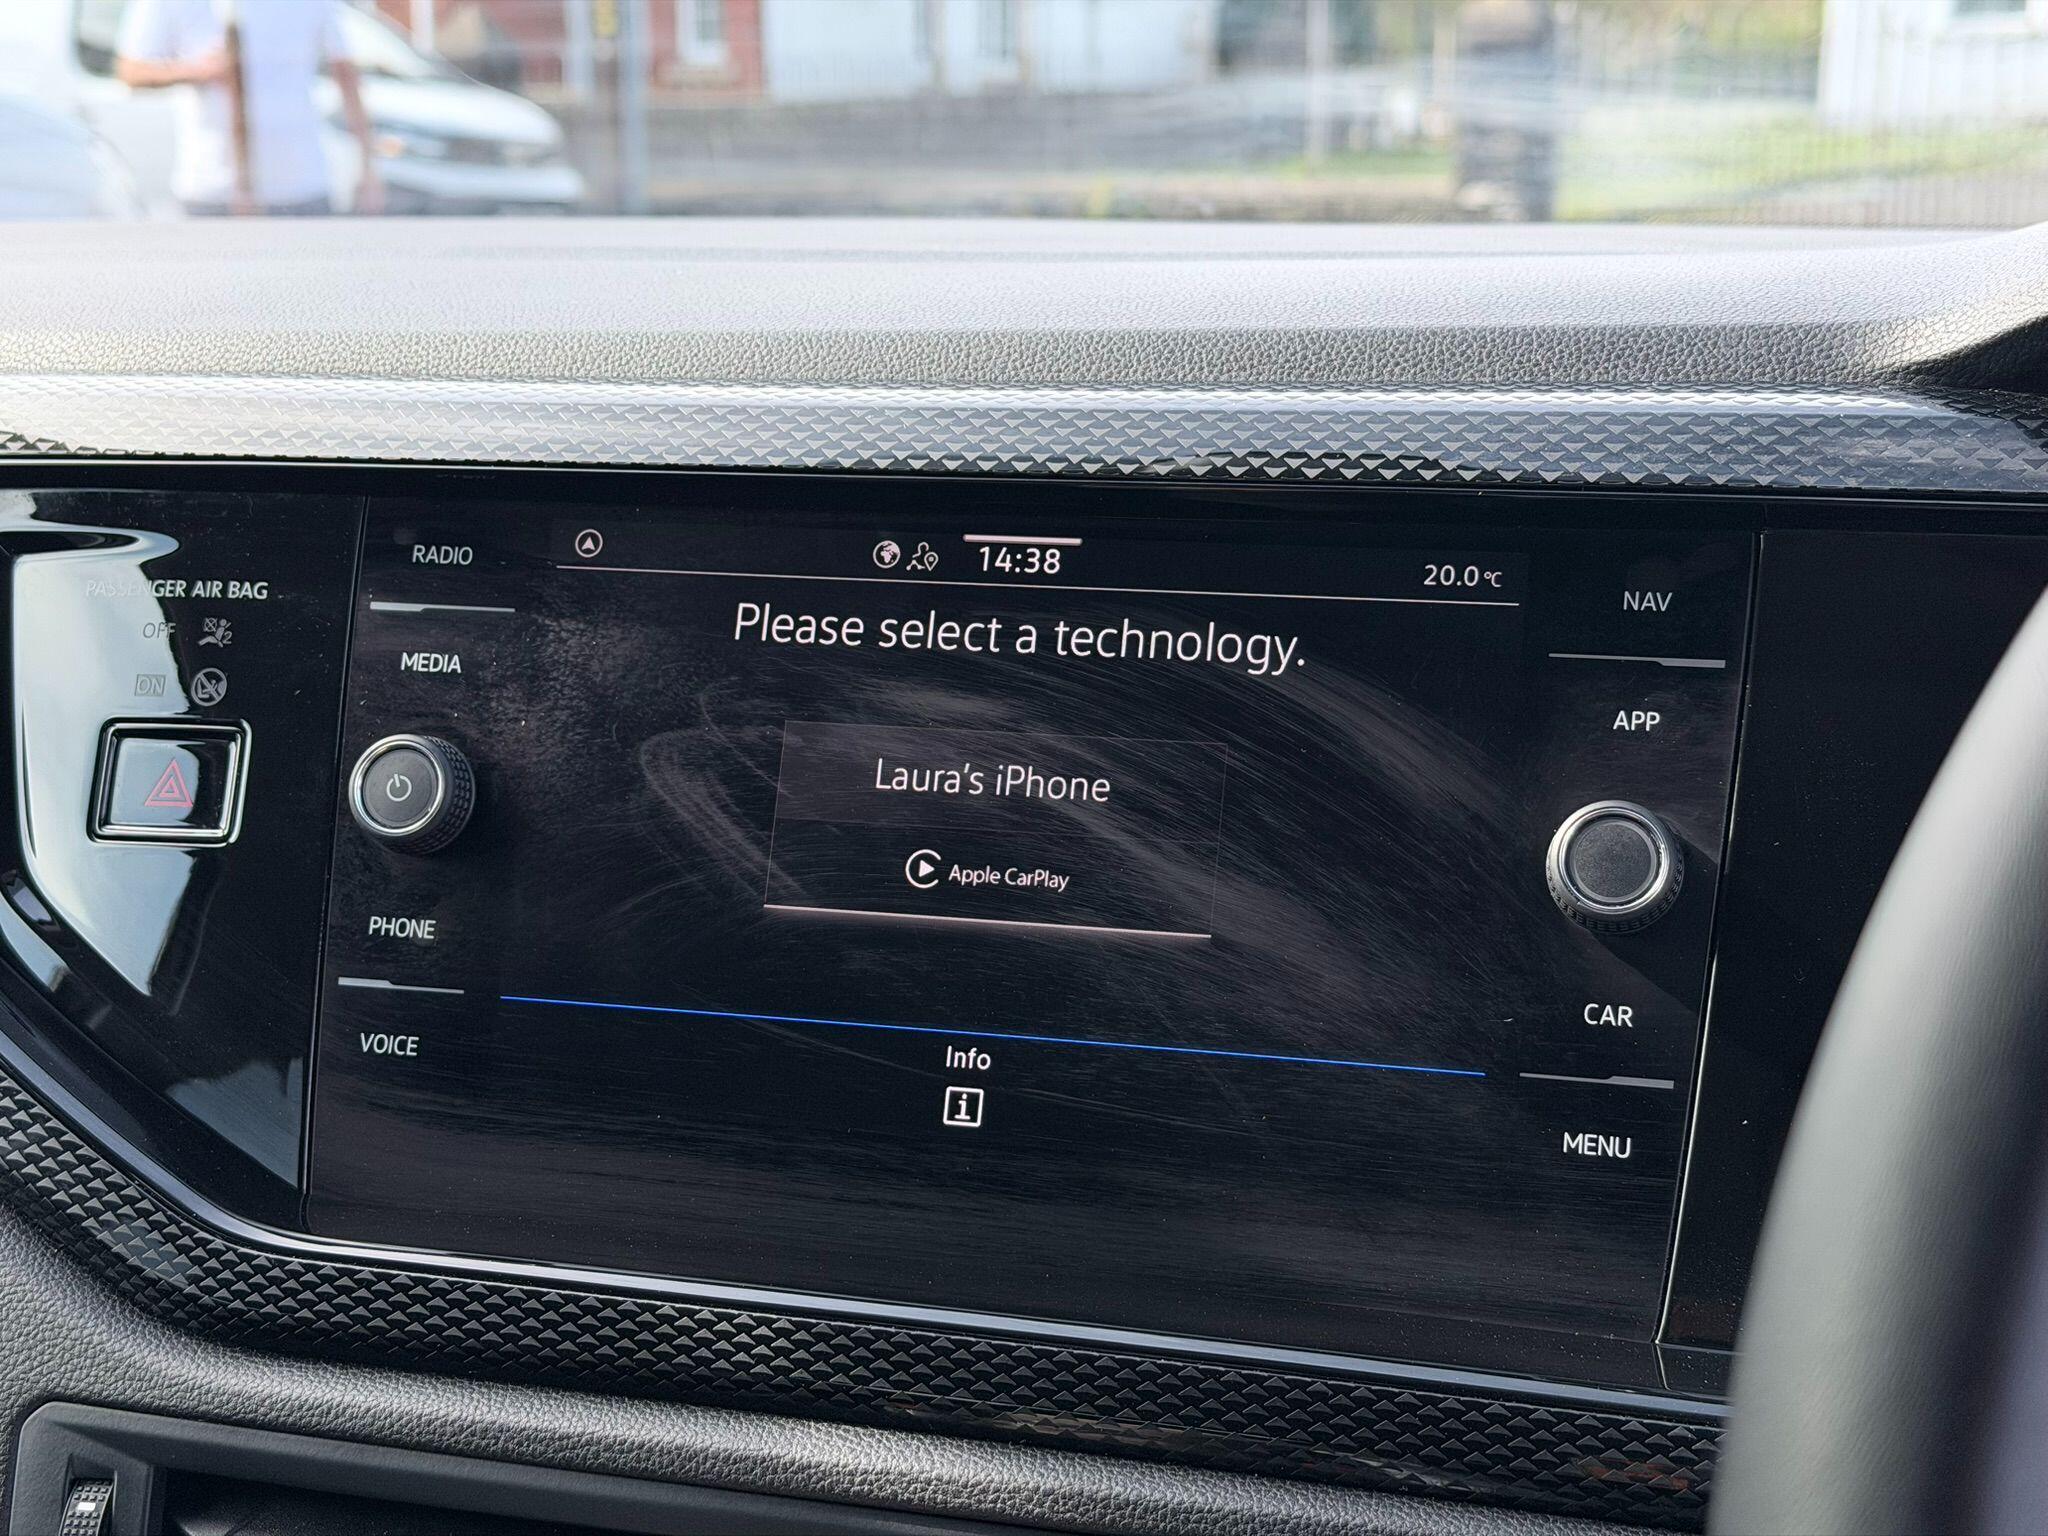 PASSENGER AIR BAG
OFF
2
ON
RADIO
MEDIA
PHONE
VOICE
14:38
20.0°C
Please select a technology.
Laura's iPhone
Apple CarPlay
Info
i
NAV
APP
CAR
MENU